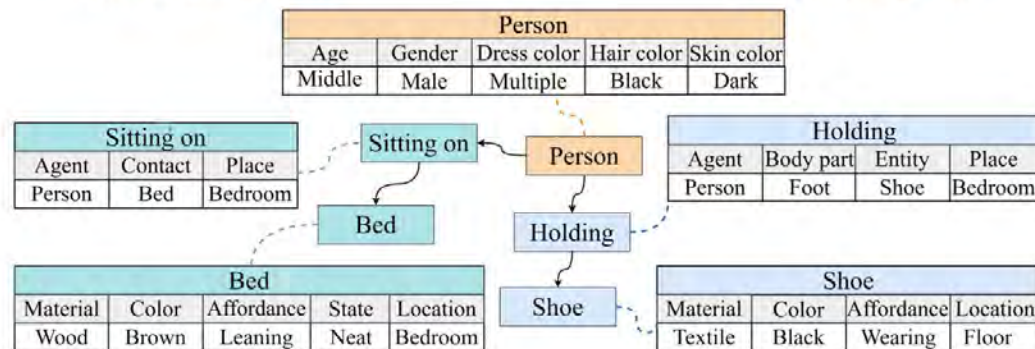 Person
Age Gender Dress color Hair color Skin color
Middle Male Multiple Black Dark
Sitting on
Agent Contact Place
Person Bed Bedroom
Sitting on
Person
Holding
Agent Body part Entity Place
Person Foot Shoe Bedroom
Bed
Holding
Shoe
Bed
Material Color Affordance State Location
Wood Brown Leaning Neat Bedroom
Shoe
Material Color Affordance Location
Textile Black Wearing Floor